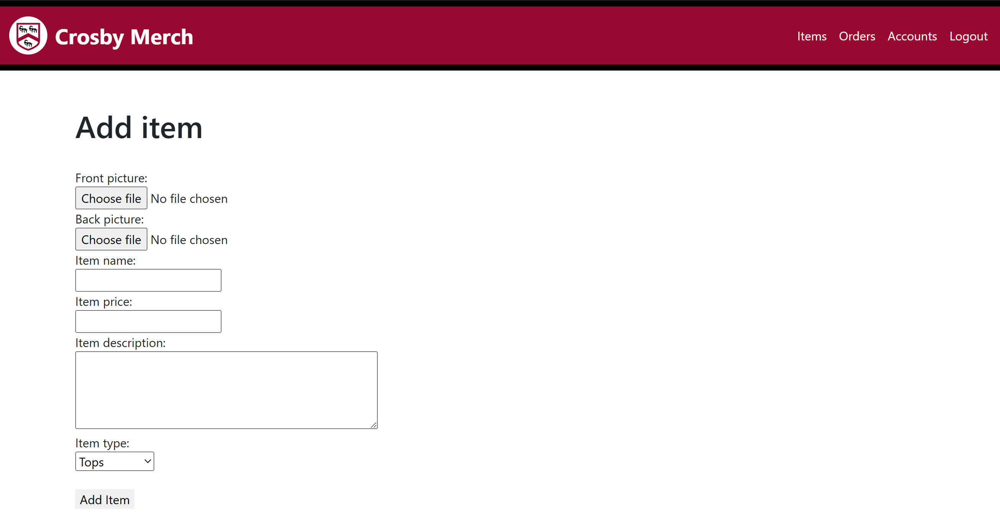 Crosby Merch
Items Orders Accounts Logout
Add item
Front picture:
Choose file No file chosen
Back picture:
Choose file No file chosen
Item name:
Item price:
Item description:
Item type:
Tops
Add Item